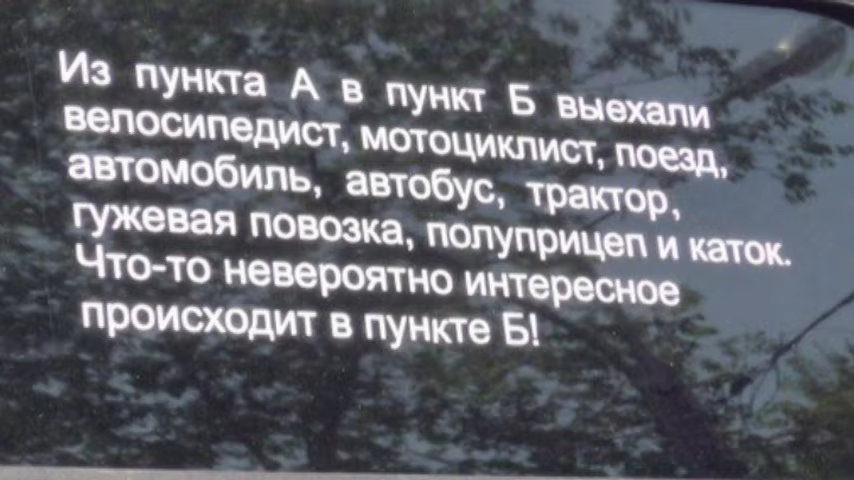 Из пункта А в пункт Б выехали
велосипедист, мотоциклист, поезд,
автомобиль, автобус, трактор,
гужевая повозка, полуприцеп и каток.
Что-то невероятно интересное
происходит в пункте Б!